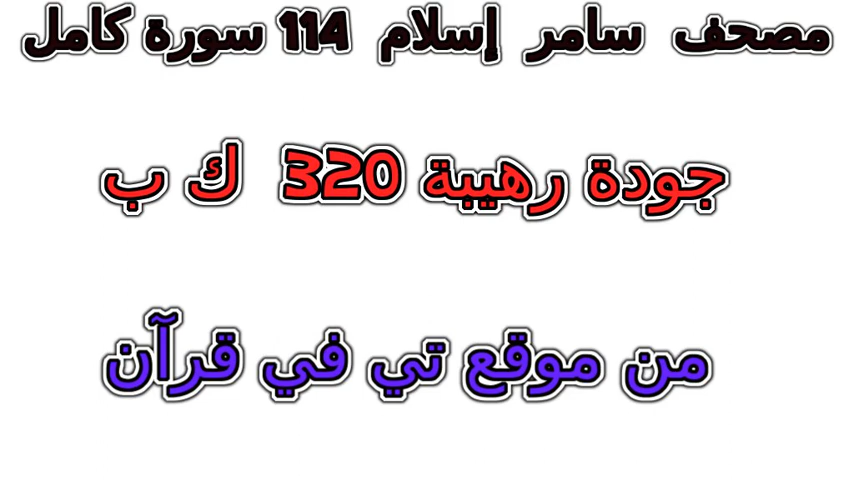 مصحف سامر إسلام 114 سورة كامل
جودة رهيبة 320 ك ب
من موقع تي في قرآن